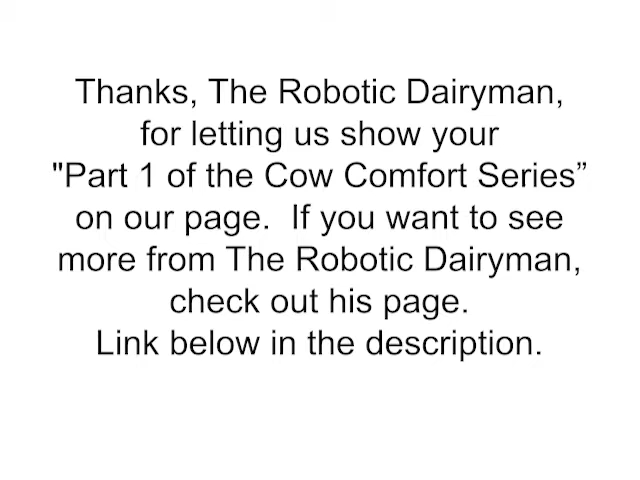 Thanks, The Robotic Dairyman,
for letting us show your
"Part 1 of the Cow Comfort Series”
on our page.  If you want to see
more from The Robotic Dairyman,
check out his page.
Link below in the description.